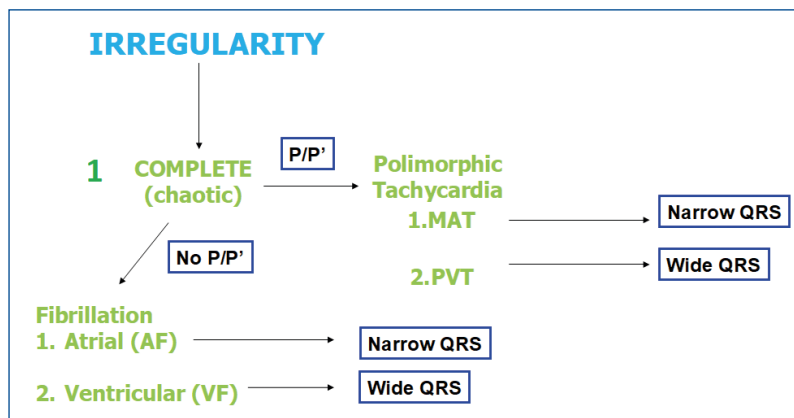 IRREGULARITY
1 COMPLETE
(chaotic)
P/P'
Polimorphic
Tachycardia
1.MAT
Narrow QRS
2.PVT
Wide QRS
No P/P'
Fibrillation
1. Atrial (AF)
Narrow QRS
2. Ventricular (VF)
Wide QRS